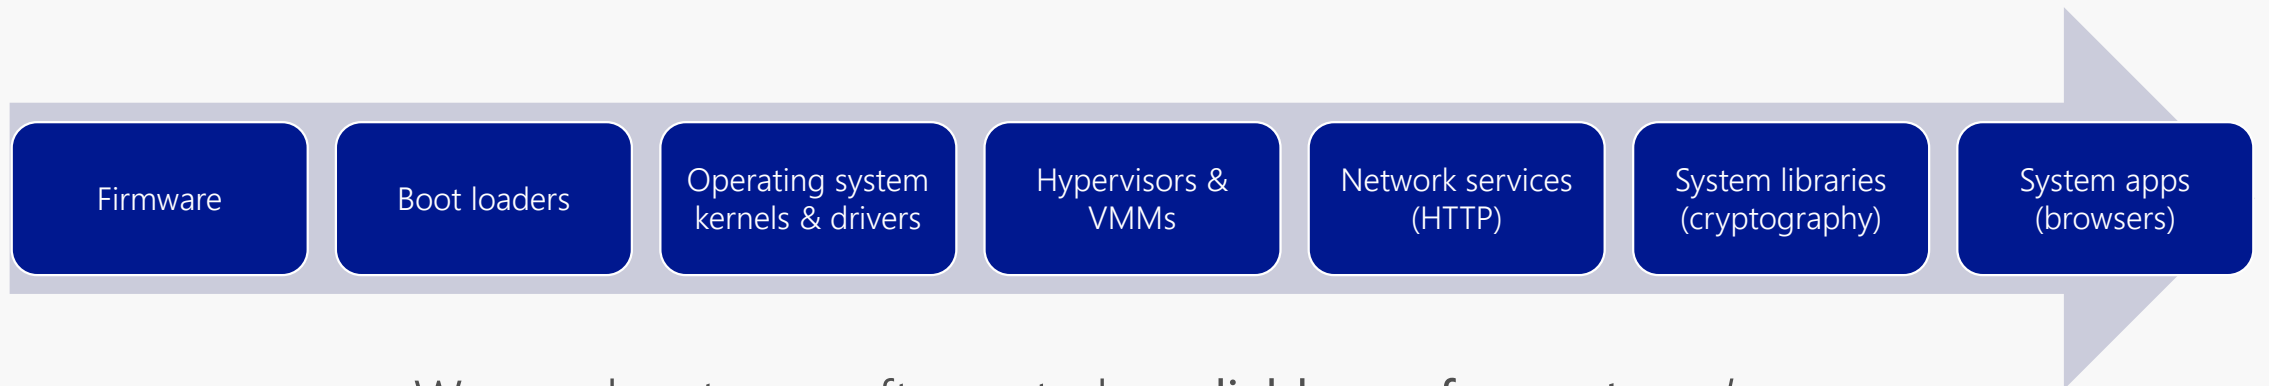 Firmware
Boot loaders
Operating system
kernels & drivers
Hypervisors &
VMMs
Network services
(HTTP)
System libraries
(cryptography)
System apps
(browsers)